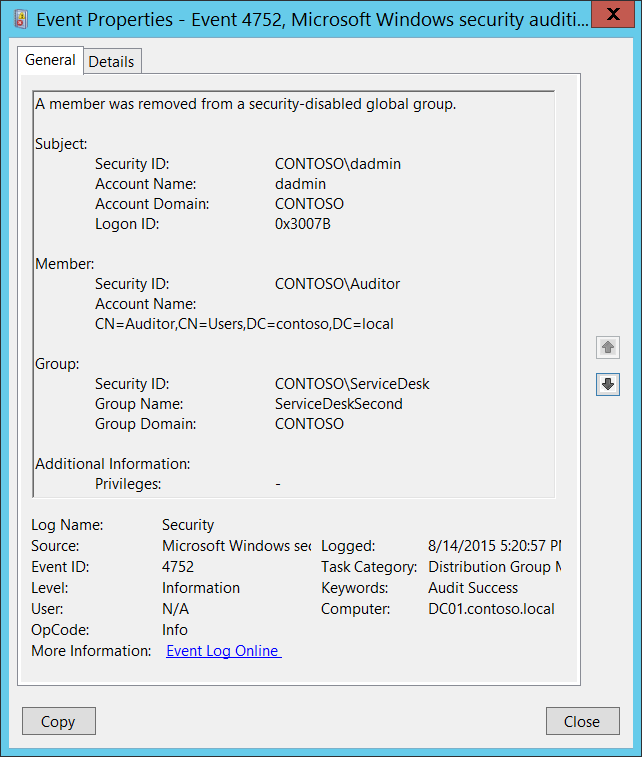 Event Properties - Event 4752, Microsoft Windows security auditi...
General Details
A member was removed from a security-disabled global group.
Subject:
Security ID: CONTOSO\dadmin
Account Name: dadmin
Account Domain: CONTOSO
Logon ID: 0x3007B
Member:
Security ID: CONTOSO\Auditor
Account Name:
CN=Auditor,CN=Users,DC=contoso,DC=local
Group:
Security ID: CONTOSO\ServiceDesk
Group Name: ServiceDeskSecond
Group Domain: CONTOSO
Additional Information:
Privileges: -
Log Name: Security
Source: Microsoft Windows sec Logged: 8/14/2015 5:20:57 PM
Event ID: 4752 Task Category: Distribution Group M
Level: Information Keywords: Audit Success
User: N/A Computer: DC01.contoso.local
OpCode: Info
More Information: Event Log Online
Copy Close